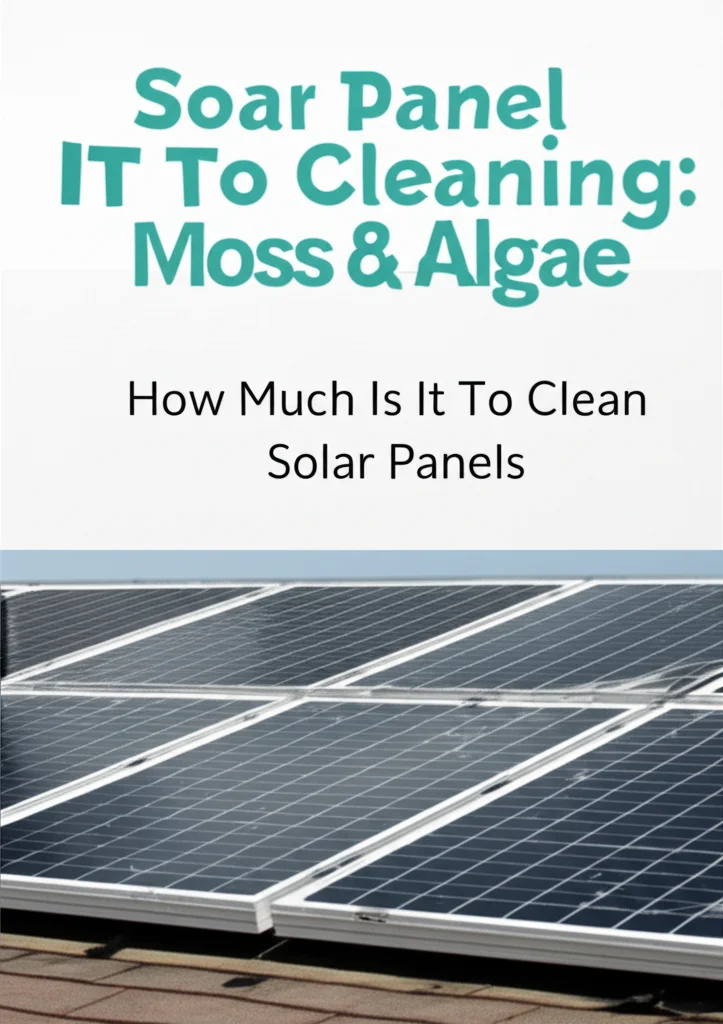 Soar Panel
IT To Cleaning:
Moss & Algae
How Much Is It To Clean
Solar Panels